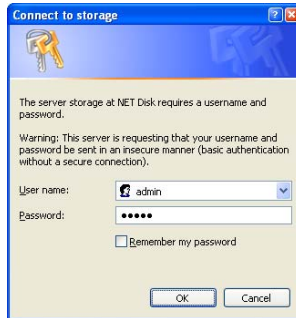 Connect to storage
The server storage at NET Disk requires a username and
password.
Warning: This server is requesting that your username and
password be sent in an insecure manner (basic authentication
without a secure connection).
User name:
admin
Password:
•••••
Remember my password
OK
Cancel